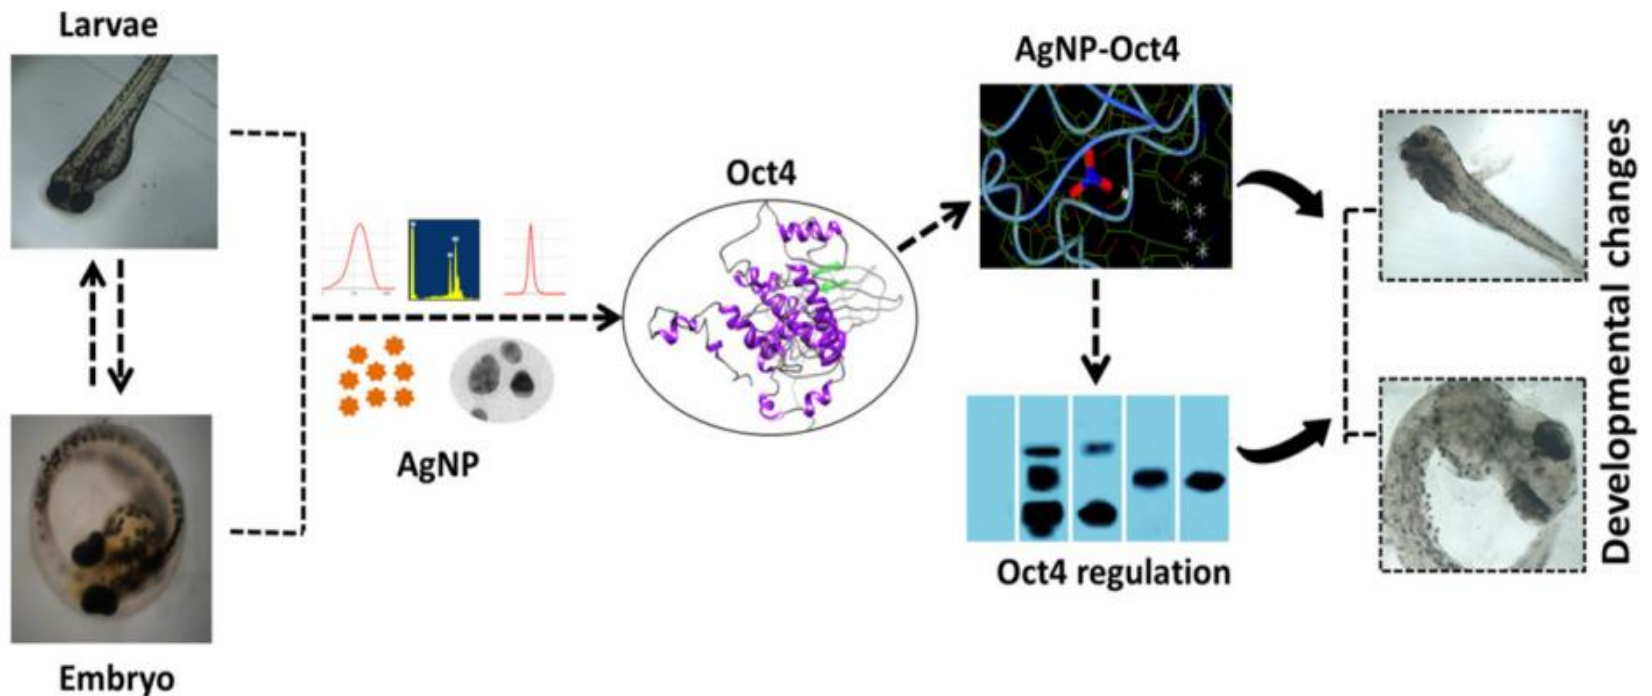 Larvae
Embryo
AgNP
Oct4
AgNP-Oct4
Oct4 regulation
Developmental changes